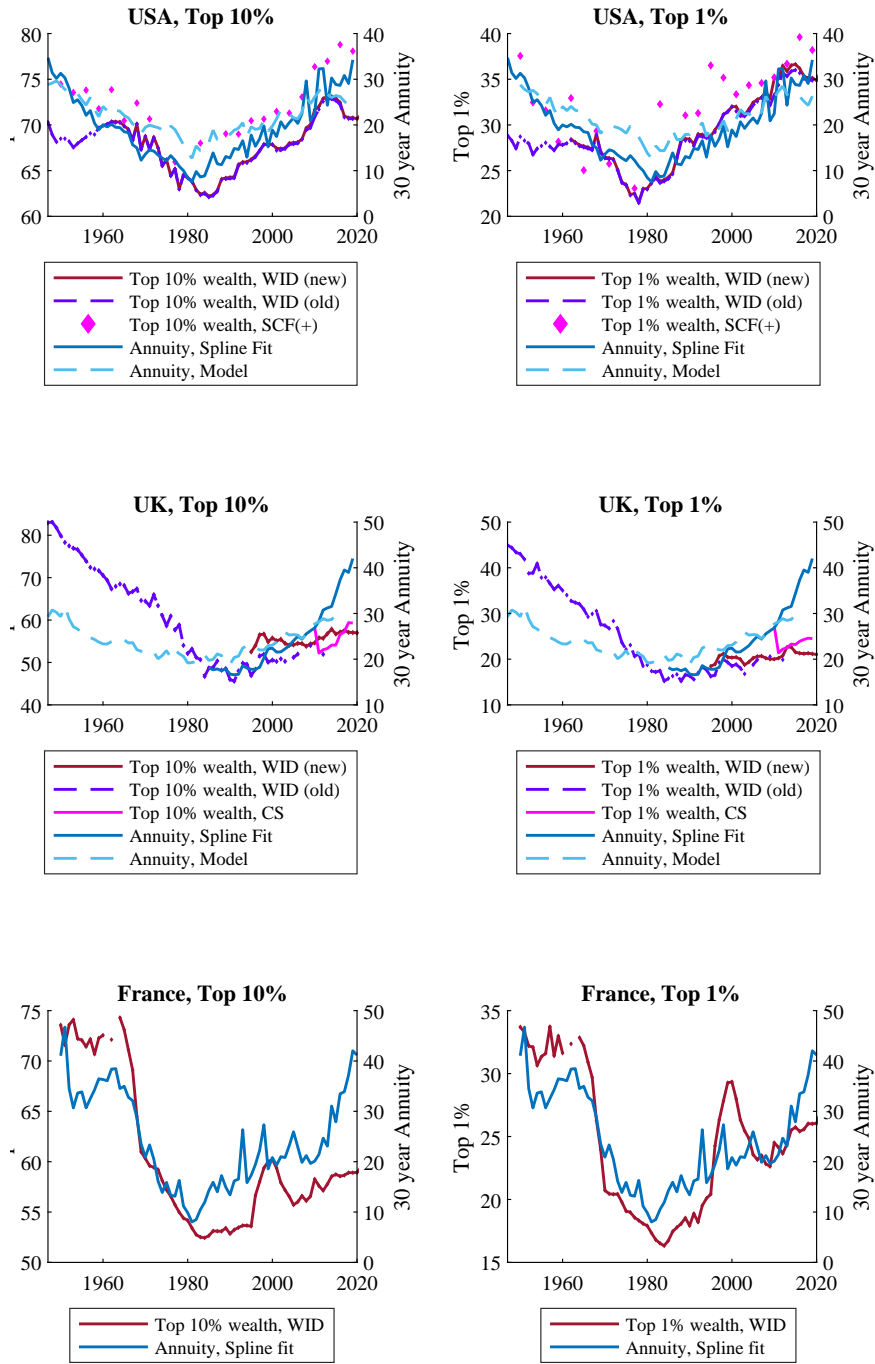 USA, Top 10%
80
75
70
65
60
40
30
20
10
0
30 year Annuity
1960 1980 2000 2020
Top 10% wealth, WID (new)
Top 10% wealth, WID (old)
Top 10% wealth, SCF(+)
Annuity, Spline Fit
Annuity, Model
USA, Top 1%
Top 1%
40
35
30
25
20
40
30
20
10
0
30 year Annuity
1960 1980 2000 2020
Top 1% wealth, WID (new)
Top 1% wealth, WID (old)
Top 1% wealth, SCF(+)
Annuity, Spline Fit
Annuity, Model
UK, Top 10%
80
70
60
50
40
50
40
30
20
10
30 year Annuity
1960 1980 2000 2020
Top 10% wealth, WID (new)
Top 10% wealth, WID (old)
Top 10% wealth, CS
Annuity, Spline Fit
Annuity, Model
UK, Top 1%
Top 1%
50
40
30
20
10
50
40
30
20
10
30 year Annuity
1960 1980 2000 2020
Top 1% wealth, WID (new)
Top 1% wealth, WID (old)
Top 1% wealth, CS
Annuity, Spline Fit
Annuity, Model
France, Top 10%
75
70
65
60
55
50
50
40
30
20
10
0
30 year Annuity
1960 1980 2000 2020
Top 10% wealth, WID
Annuity, Spline fit
France, Top 1%
Top 1%
35
30
25
20
15
50
40
30
20
10
0
30 year Annuity
1960 1980 2000 2020
Top 1% wealth, WID
Annuity, Spline fit